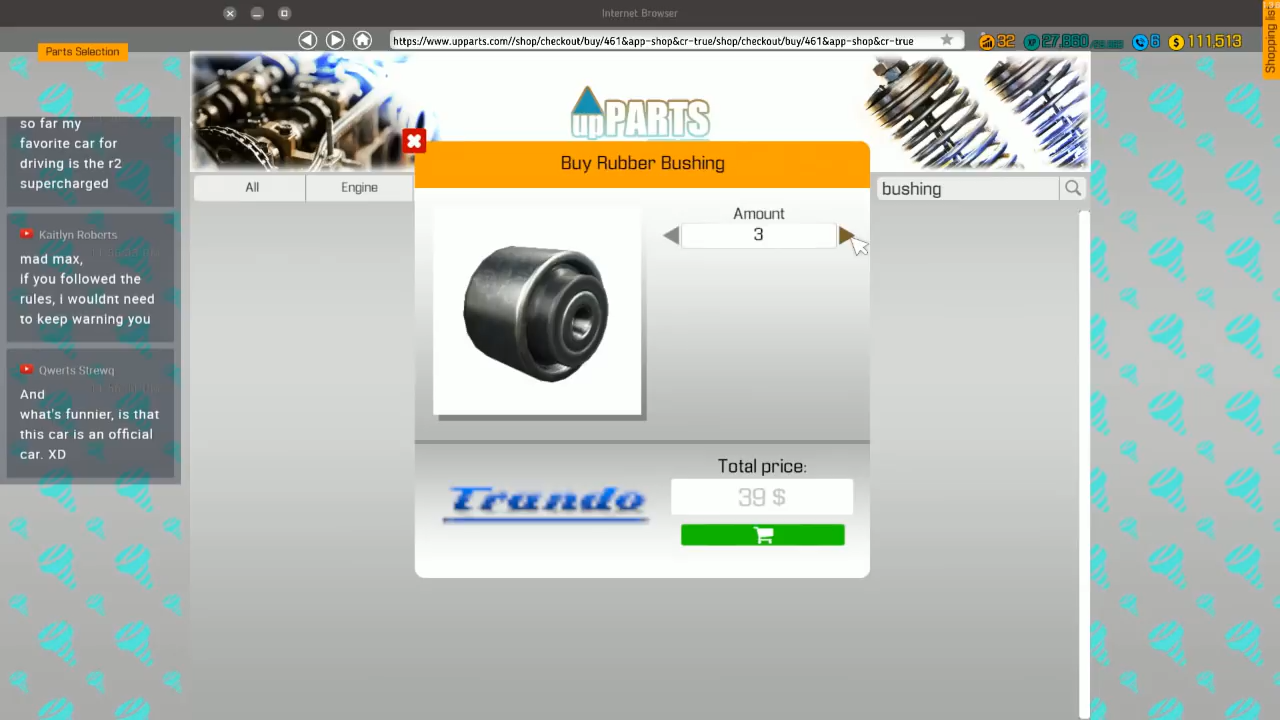 Internet Browser
Shopping list
https://www.upparts.com//shop/checkout/buy/461&app-shop&cr-true/shop/checkout/buy/461&app-shop&cr-true
32
27,860
6
$ 111,513
Parts Selection
upPARTS
so far my
favorite car for
driving is the r2
supercharged
Kaitlyn Roberts
mad max,
if you followed the
rules, i wouldnt need
to keep warning you
Qwerts Strewq
And
what's funnier, is that
this car is an official
car. XD
All
Engine
bushing
Buy Rubber Bushing
Amount
3
Trando
Total price:
39 $